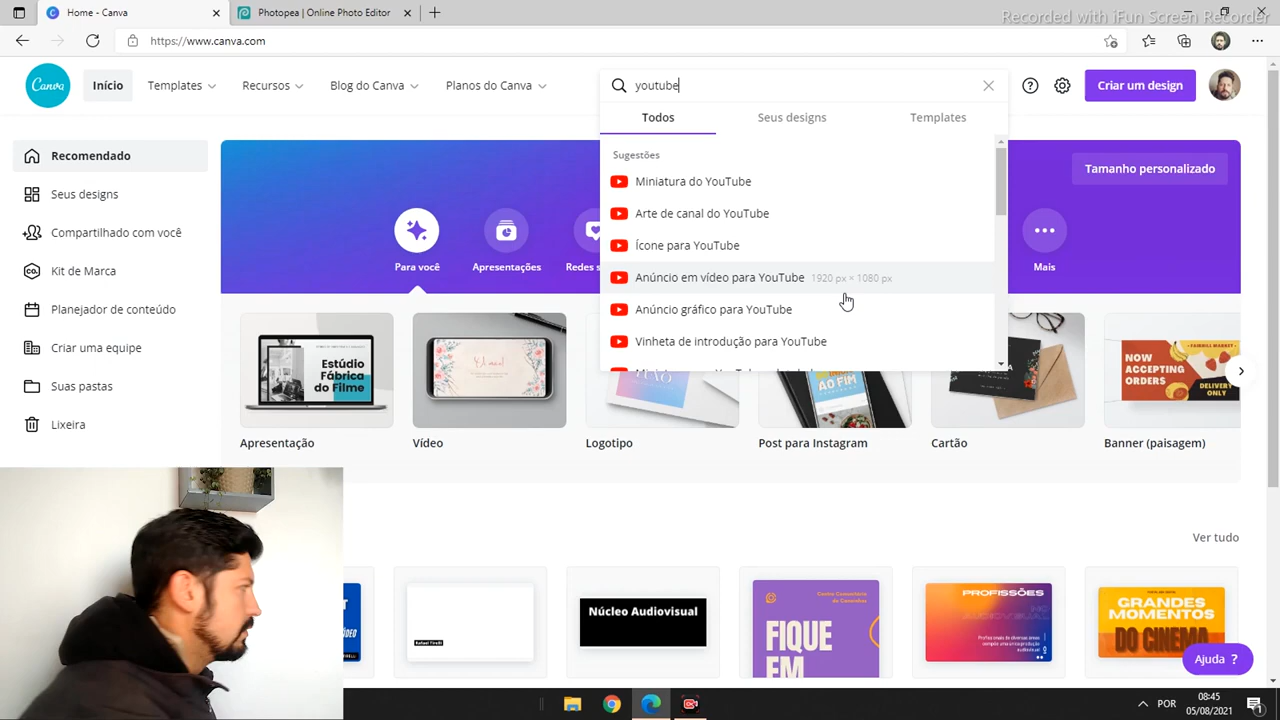 Home - Canva
Photopea | Online Photo Editor
Recorded with iFun Screen Recorder
https://www.canva.com
Canva
Início
Templates
Recursos
Blog do Canva
Planos do Canva
youtube
Criar um design
Todos
Seus designs
Templates
Sugestões
Miniatura do YouTube
Arte de canal do YouTube
Ícone para YouTube
Anúncio em vídeo para YouTube 1920 px × 1080 px
Anúncio gráfico para YouTube
Vinheta de introdução para YouTube
Recomendado
Seus designs
Compartilhado com você
Kit de Marca
Planejador de conteúdo
Criar uma equipe
Suas pastas
Lixeira
Tamanho personalizado
Para você
Apresentações
Redes s
Mais
Estúdio
Fábrica
do Filme
AO FIM
NOW
ACCEPTING
ORDERS
DELIVERY
ONLY
Apresentação
Vídeo
Logotipo
Post para Instagram
Cartão
Banner (paisagem)
Ver tudo
Núcleo Audiovisual
FIQUE
EM
PROFISSÕES
NO
AUDIOVISUAL
GRANDES
MOMENTOS
DO CINEMA
Ajuda ?
POR
08:45
05/08/2021